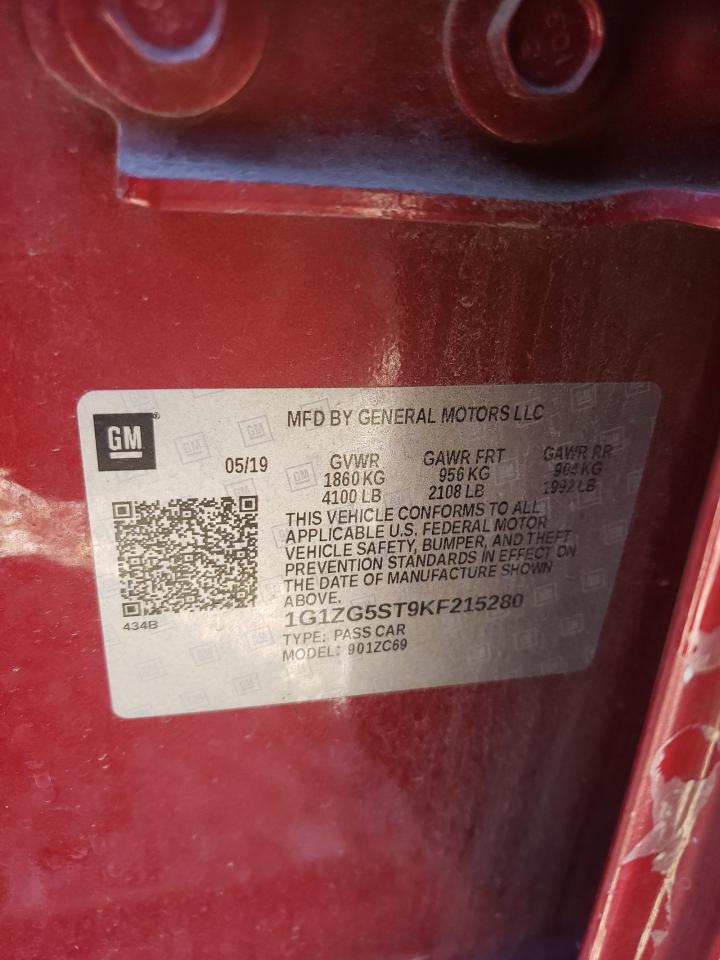 105
GM
MFD BY GENERAL MOTORS LLC
05/19
GVWR GAWR FRT GAWR RR
1860 KG 956 KG KG
4100 LB 2108 LB 1992 LB
THIS VEHICLE CONFORMS TO ALL
APPLICABLE U.S. FEDERAL MOTOR
VEHICLE SAFETY, BUMPER, AND THEFT
PREVENTION STANDARDS IN EFFECT ON
THE DATE OF MANUFACTURE SHOWN
ABOVE.
434B
1G1ZG5ST9KF215280
TYPE: PASS CAR
MODEL: 901ZC69